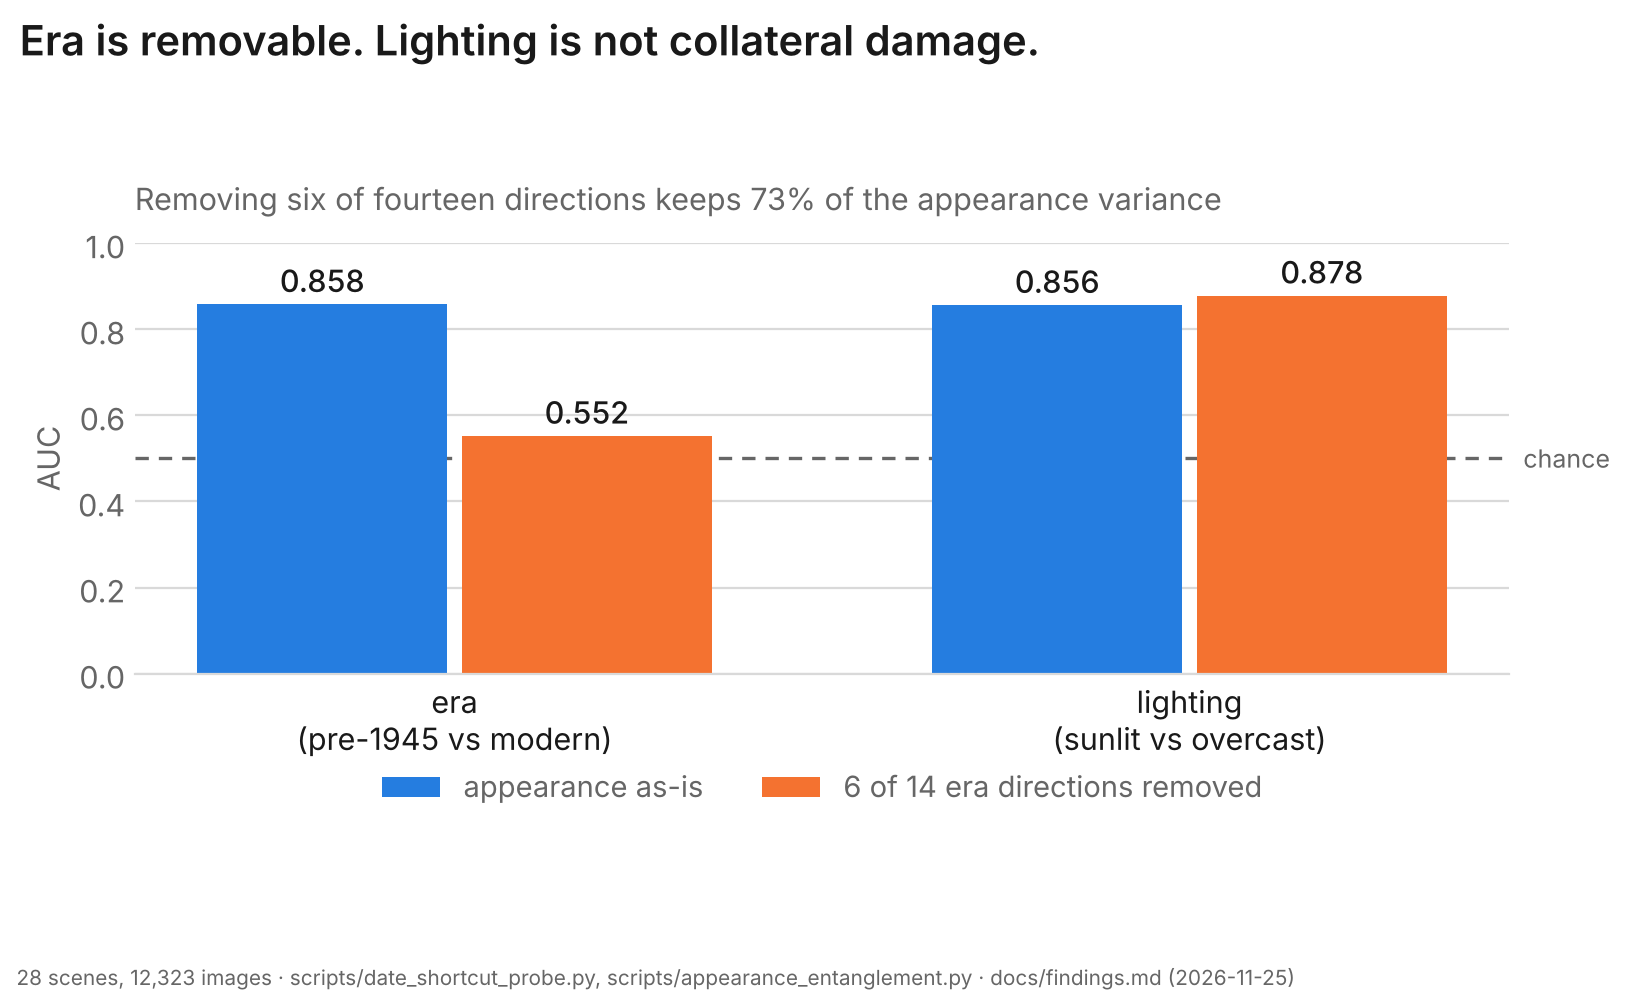 Era is removable. Lighting is not collateral damage.
Removing six of fourteen directions keeps 73% of the appearance variance
1.0
0.8
0.6
0.4
0.2
0.0
AUC
0.858
0.552
0.856
0.878
chance
era
(pre-1945 vs modern)
lighting
(sunlit vs overcast)
appearance as-is
6 of 14 era directions removed
28 scenes, 12,323 images · scripts/date_shortcut_probe.py, scripts/appearance_entanglement.py · docs/findings.md (2026-11-25)